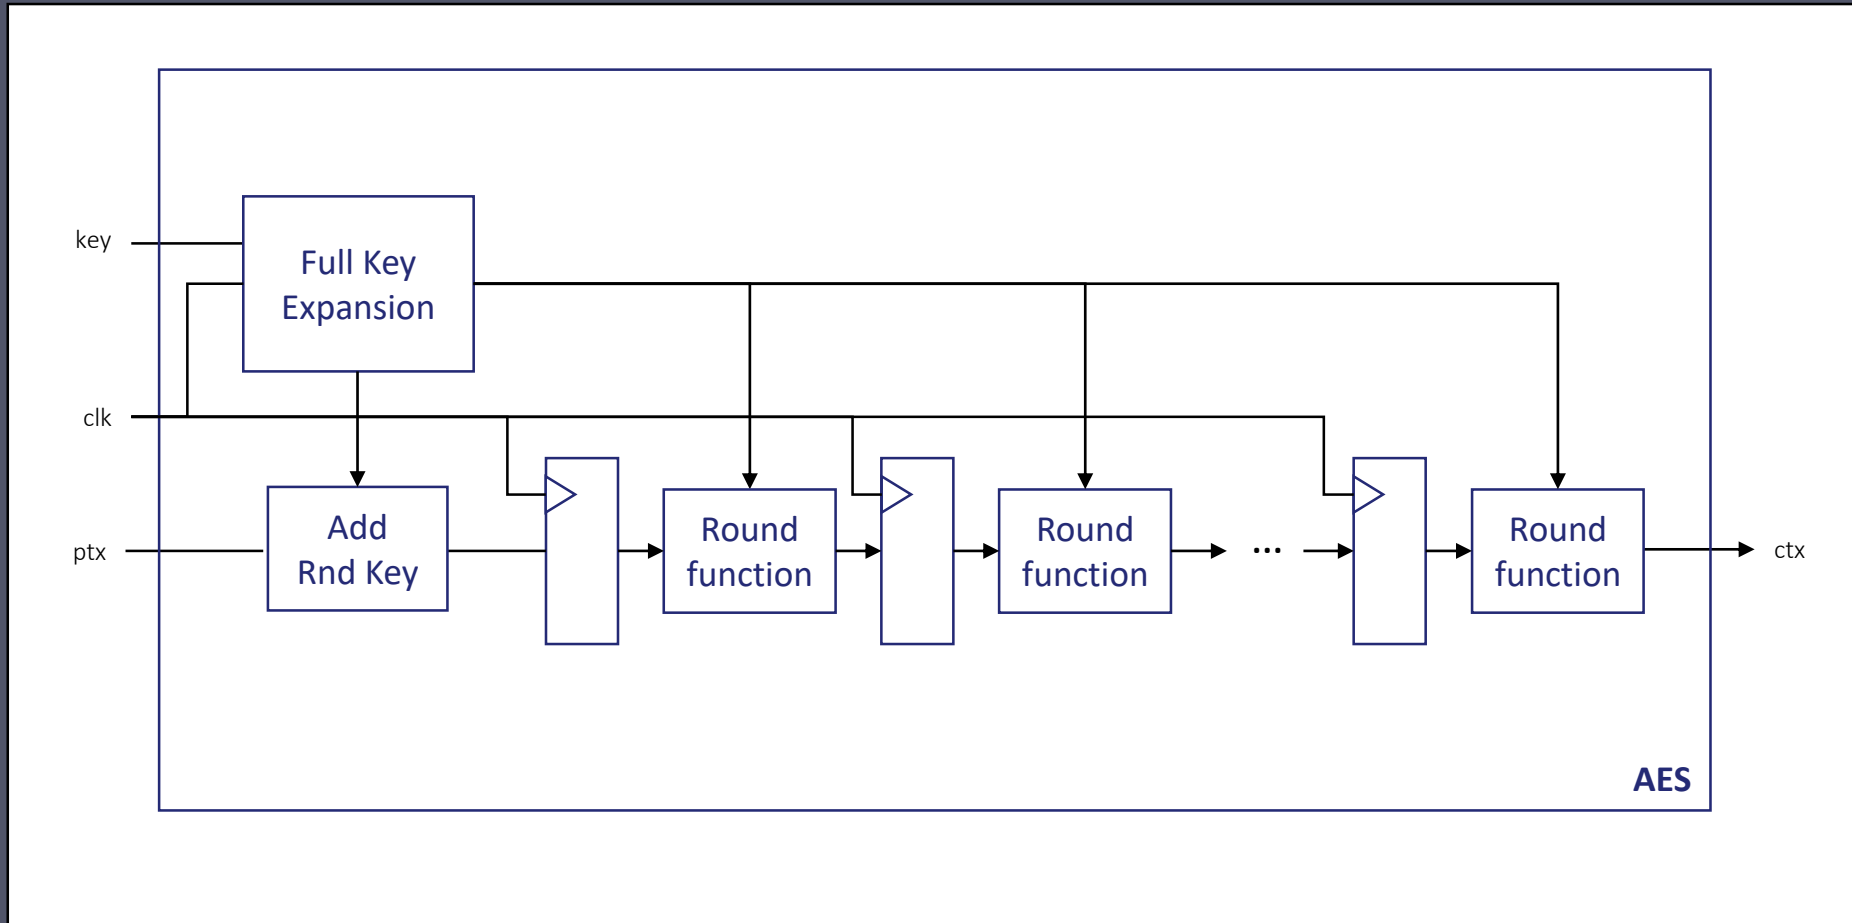 key
Full Key
Expansion
clk
ptx
Add
Rnd Key
Round
function
Round
function
...
Round
function
ctx
AES